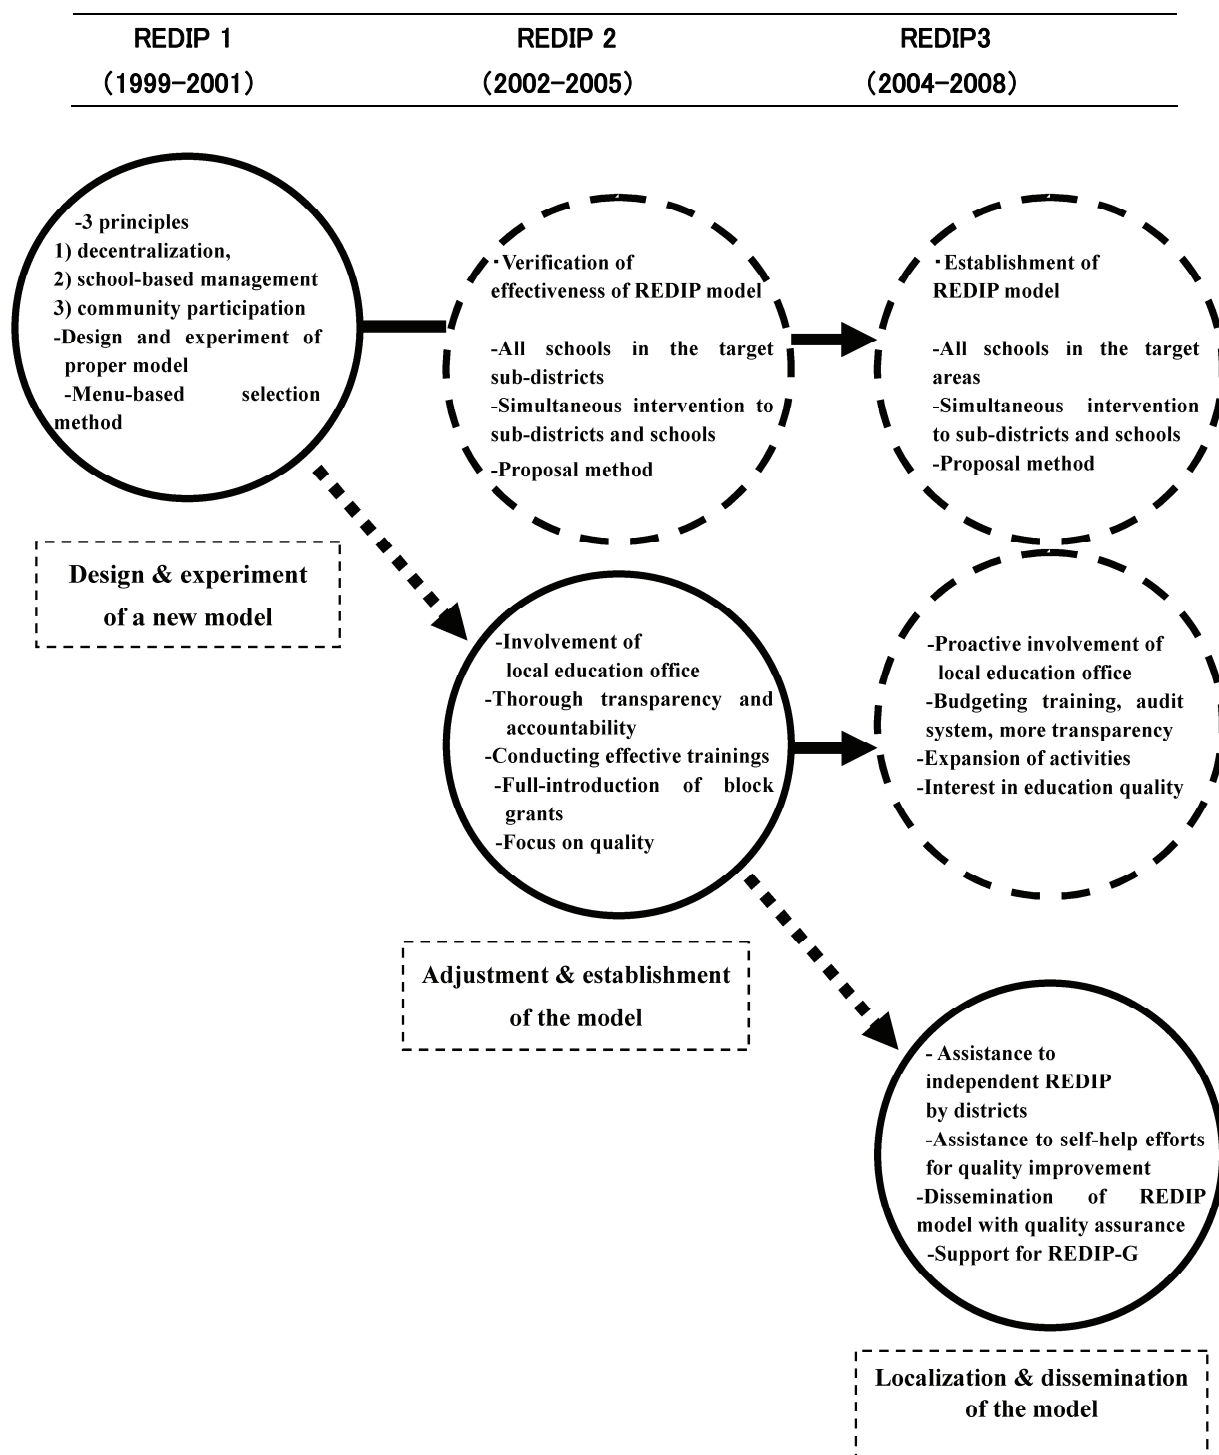 REDIP 1
(1999-2001)
REDIP 2
(2002-2005)
REDIP3
(2004-2008)
-3 principles
1) decentralization,
2) school-based management
3) community participation
-Design and experiment of
proper model
-Menu-based selection
method
Design & experiment
of a new model
・Verification of
effectiveness of REDIP model
-All schools in the target
sub-districts
-Simultaneous intervention to
sub-districts and schools
-Proposal method
・Establishment of
REDIP model
-All schools in the target
areas
-Simultaneous intervention
to sub-districts and schools
-Proposal method
-Involvement of
local education office
-Thorough transparency and
accountability
-Conducting effective trainings
-Full-introduction of block
grants
-Focus on quality
Adjustment & establishment
of the model
-Proactive involvement of
local education office
-Budgeting training, audit
system, more transparency
-Expansion of activities
-Interest in education quality
- Assistance to
independent REDIP
by districts
-Assistance to self-help efforts
for quality improvement
-Dissemination of REDIP
model with quality assurance
-Support for REDIP-G
Localization & dissemination
of the model